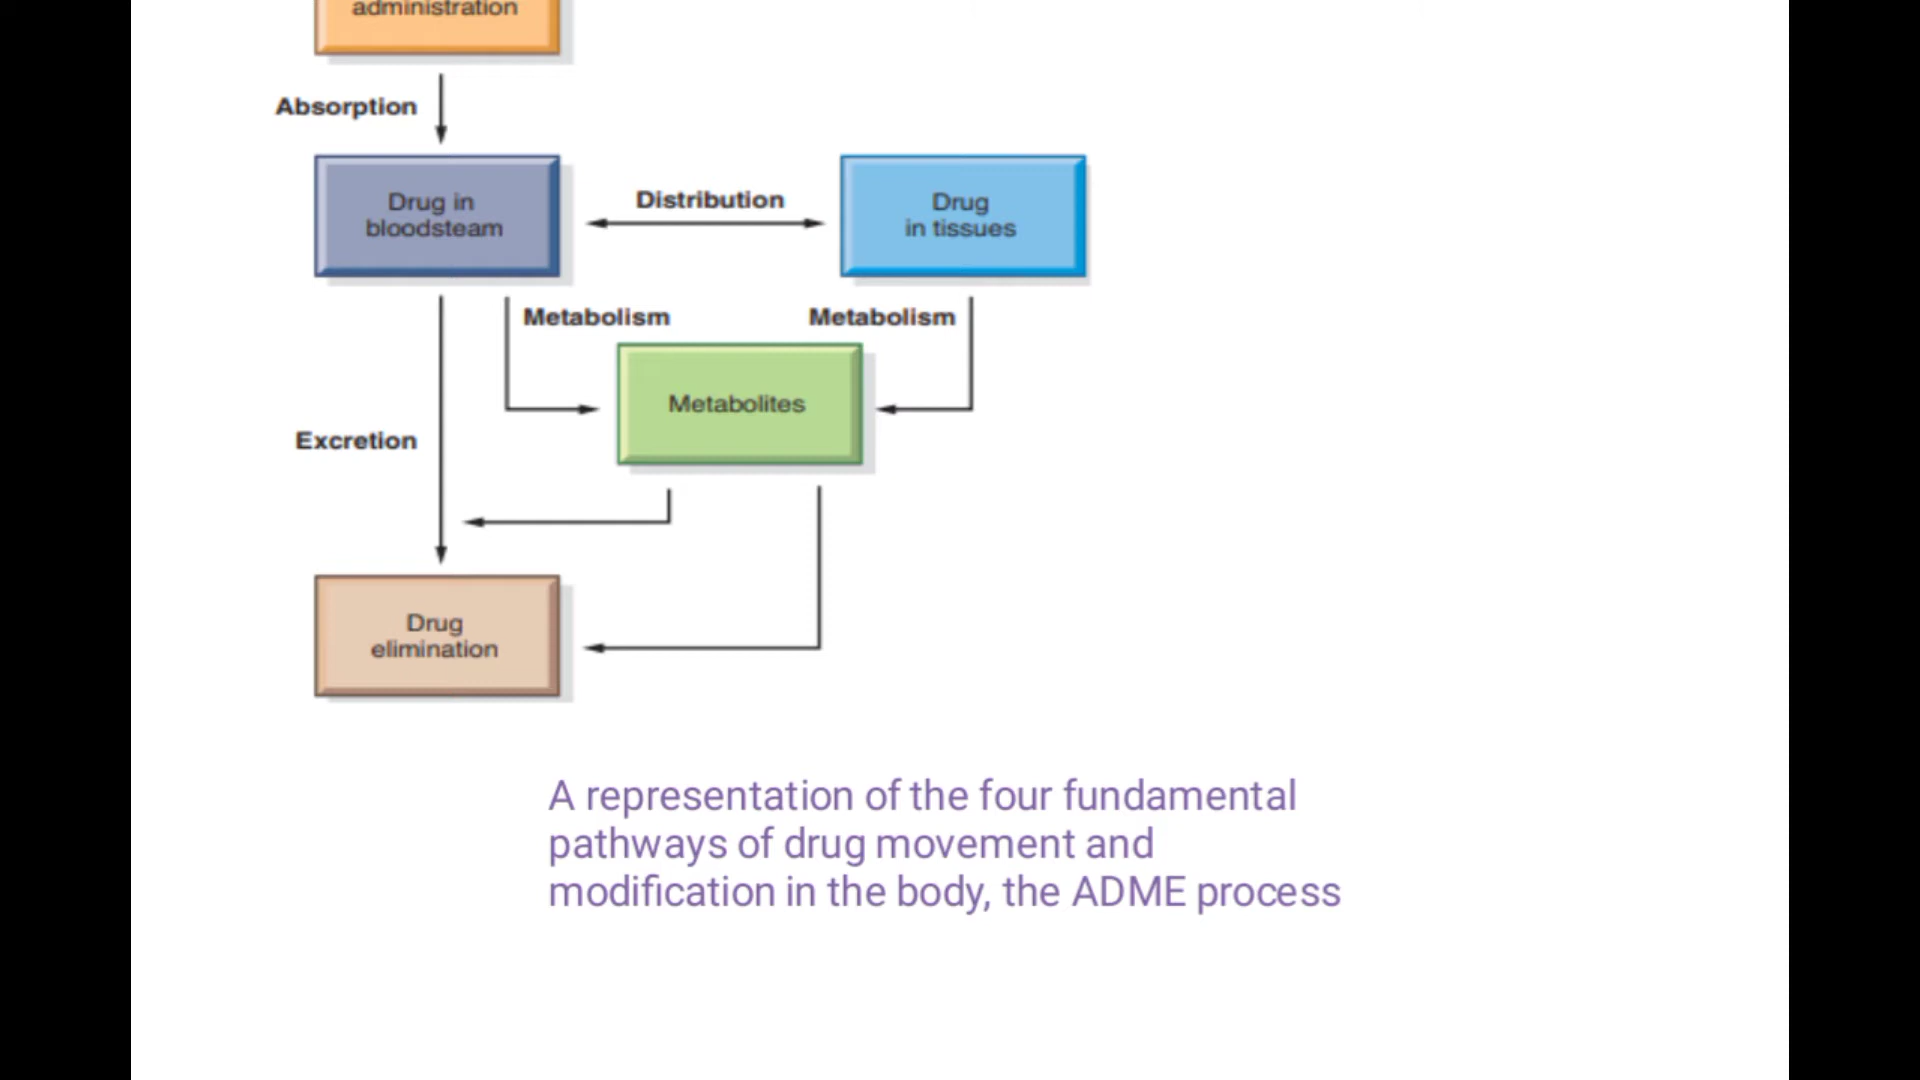 administration
Absorption
Drug in
bloodsteam
Distribution
Drug
in tissues
Metabolism
Metabolism
Metabolites
Excretion
Drug
elimination
A representation of the four fundamental
pathways of drug movement and
modification in the body, the ADME process